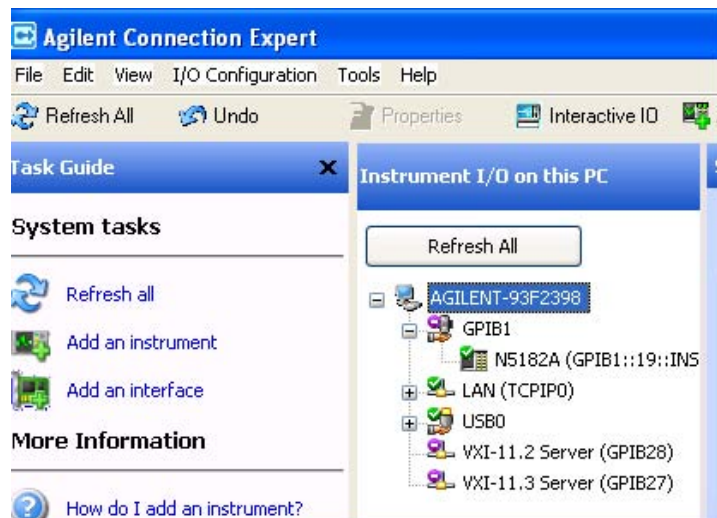 Agilent Connection Expert
File Edit View I/O Configuration Tools Help
Refresh All Undo Properties Interactive IO
Task Guide X
System tasks
Refresh all
Add an instrument
Add an interface
More Information
How do I add an instrument?
Instrument I/O on this PC
Refresh All
AGILENT-93F2398
GPIB1
N5182A (GPIB1::19::INS
LAN (TCPIP0)
USB0
VXI-11.2 Server (GPIB28)
VXI-11.3 Server (GPIB27)